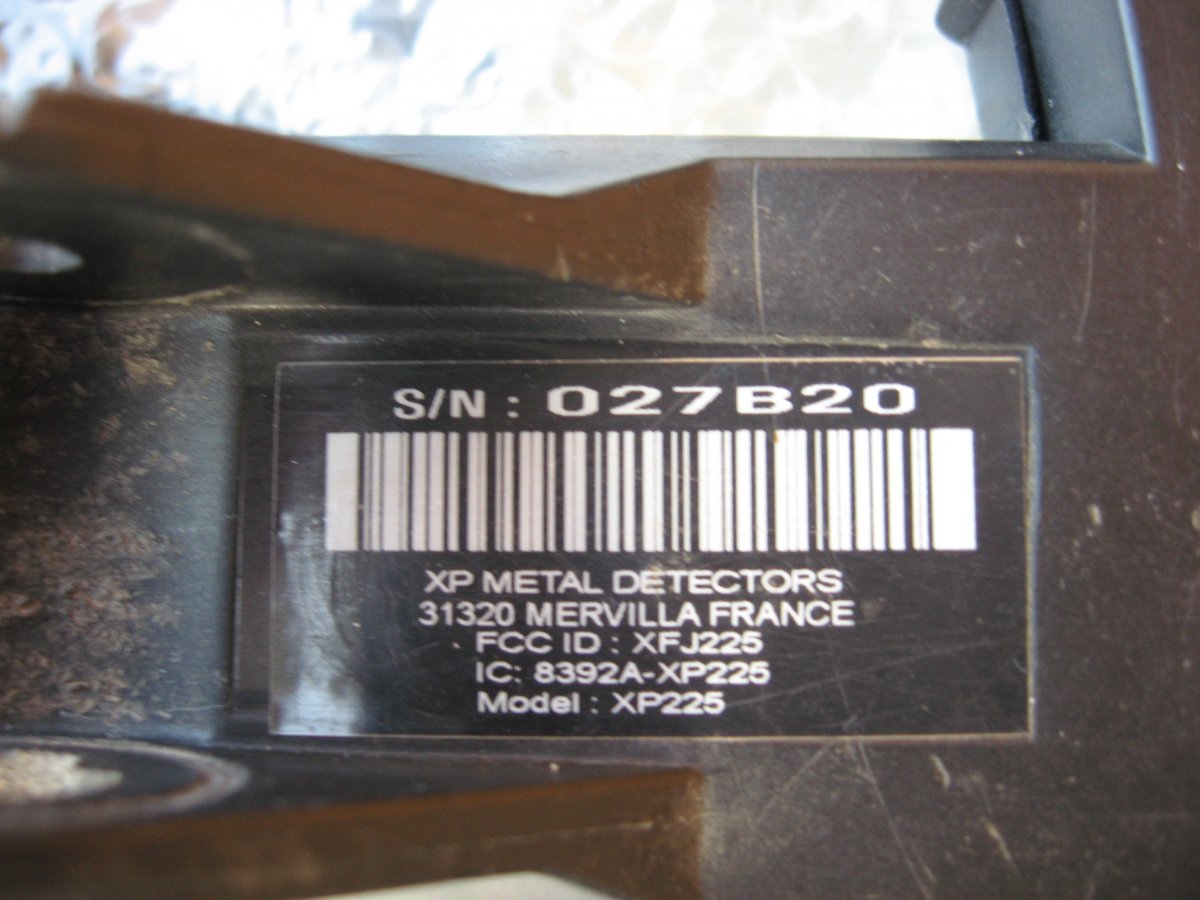 S/N : 027B20
XP METAL DETECTORS
31320 MERVILLA FRANCE
FCC ID : XFJ225
IC: 8392A-XP225
Model : XP225